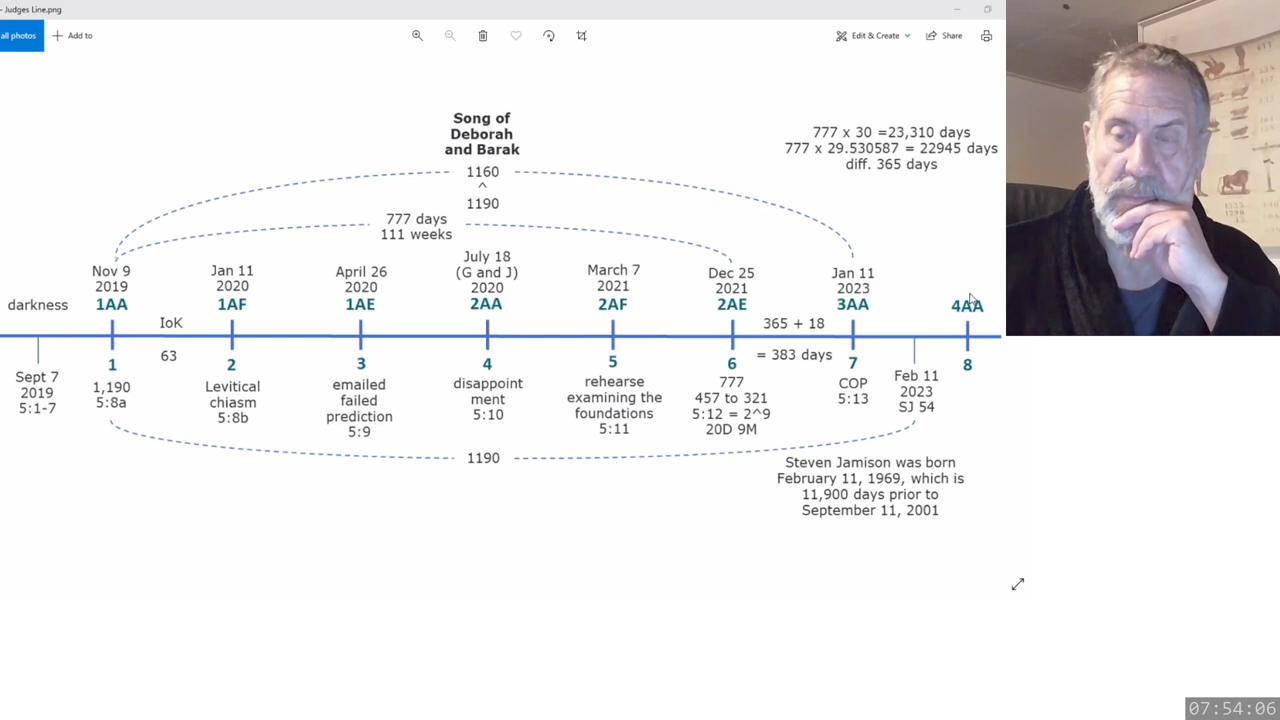 - Judges Line.png
all photos
Add to
Edit & Create
Share
Song of
Deborah
and Barak
1160
^
1190
777 x 30 =23,310 days
777 x 29.530587 = 22945 days
diff. 365 days
777 days
111 weeks
darkness
Nov 9
2019
1AA
IoK
Jan 11
2020
1AF
April 26
2020
1AE
July 18
(G and J)
2020
2AA
March 7
2021
2AF
Dec 25
2021
2AE
365 + 18
Jan 11
2023
3AA
4AA
Sept 7
2019
5:1-7
1
1,190
5:8a
63
2
Levitical
chiasm
5:8b
3
emailed
failed
prediction
5:9
4
disappoint
ment
5:10
5
rehearse
examining the
foundations
5:11
6
777
457 to 321
5:12 = 2^9
20D 9M
= 383 days
7
COP
5:13
Feb 11
2023
SJ 54
8
1190
Steven Jamison was born
February 11, 1969, which is
11,900 days prior to
September 11, 2001
07:54:06